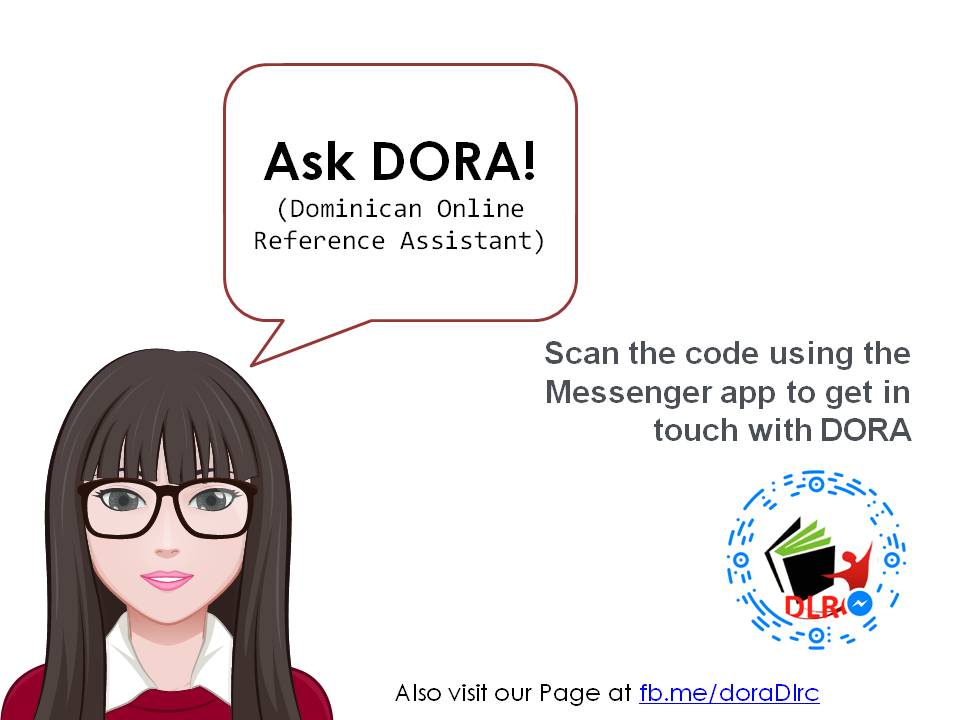 Ask DORA!
(Dominican Online
Reference Assistant)
Scan the code using the
Messenger app to get in
touch with DORA
DLR
Also visit our Page at fb.me/doraDlrc